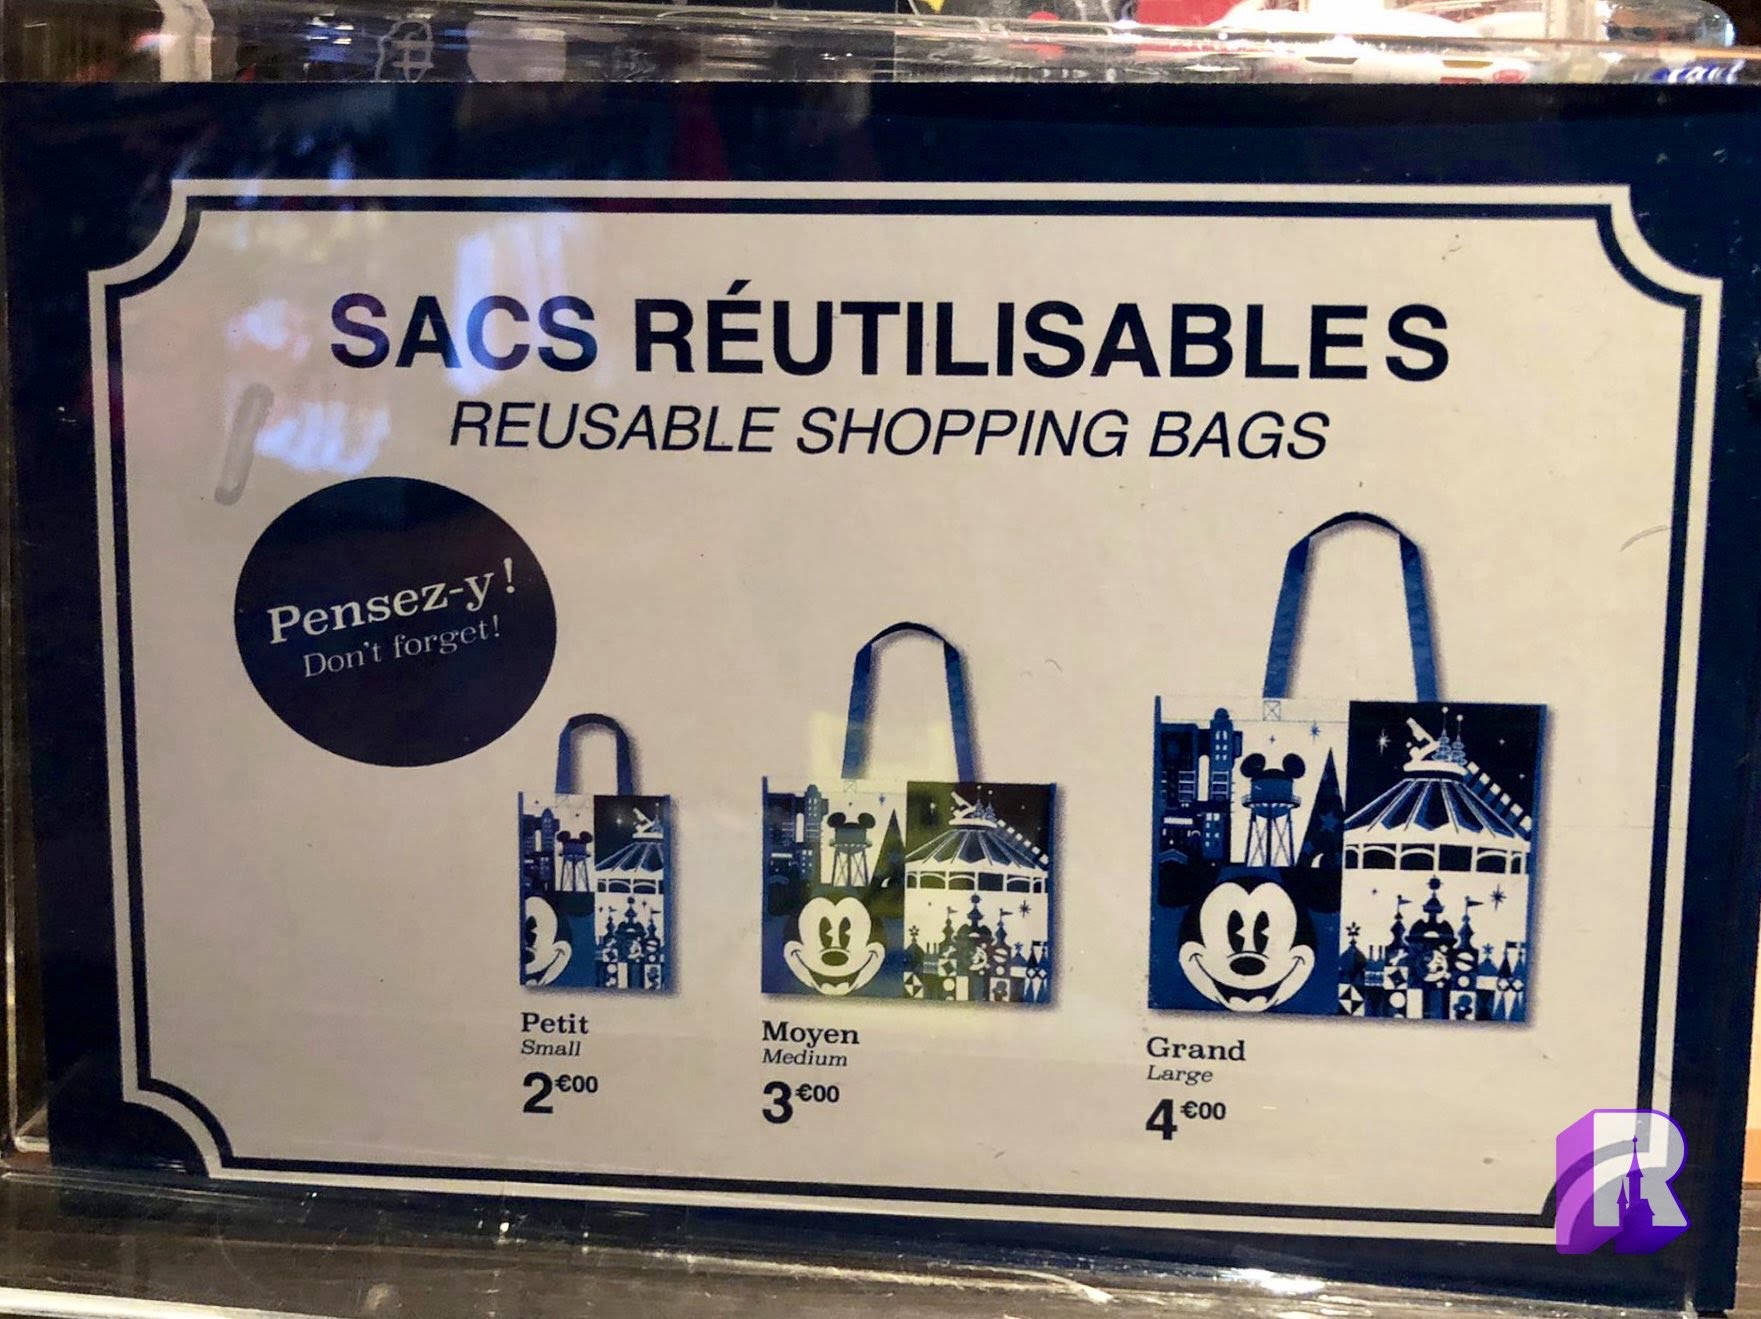 SACS RÉUTILISABLES
REUSABLE SHOPPING BAGS
Pensez-y !
Don't forget!
Petit
Small
2€00
Moyen
Medium
3€00
Grand
Large
4€00
R